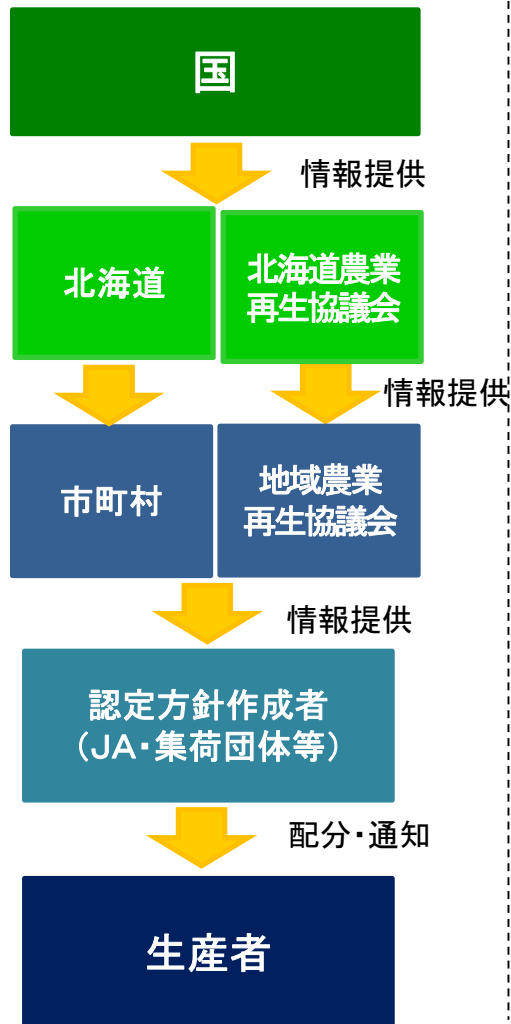 国
情報提供
北海道
北海道農業
再生協議会
情報提供
市町村
地域農業
再生協議会
情報提供
認定方針作成者
（JA・集荷団体等）
配分・通知
生産者